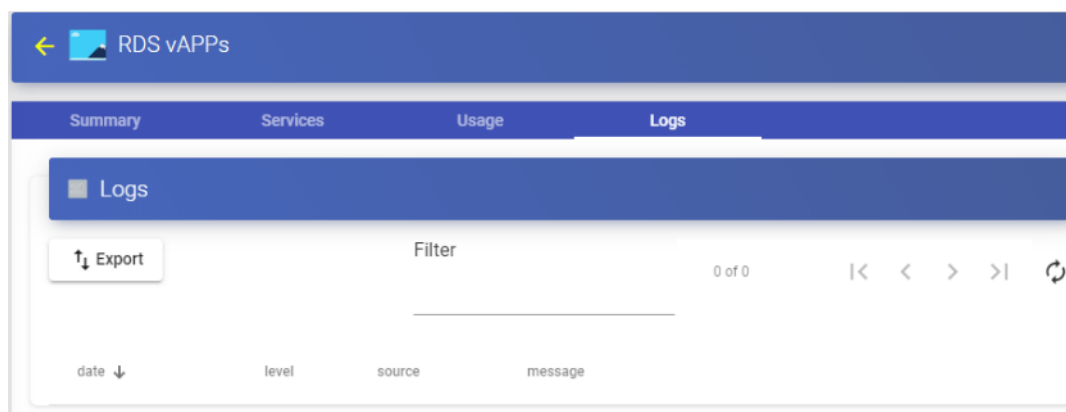 RDS vAPPs
Summary Services Usage Logs
Logs
Export
Filter
0 of 0
date level source message